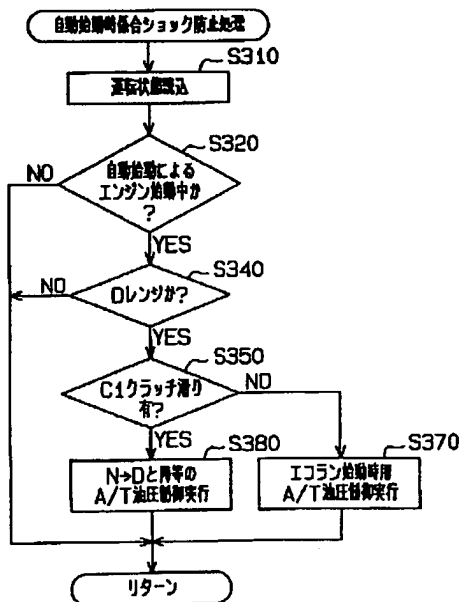 自動始動時係合ショック防止処理
S310
運転状態読込
S320
NO
自動始動による
エンジン始動中か
?
YES
S340
NO
Dレンジか?
YES
S350
C1クラッチ滑り
有?
NO
YES
S380
N→Dと同等の
A/T油圧制御実行
S370
エコラン始動時用
A/T油圧制御実行
リターン